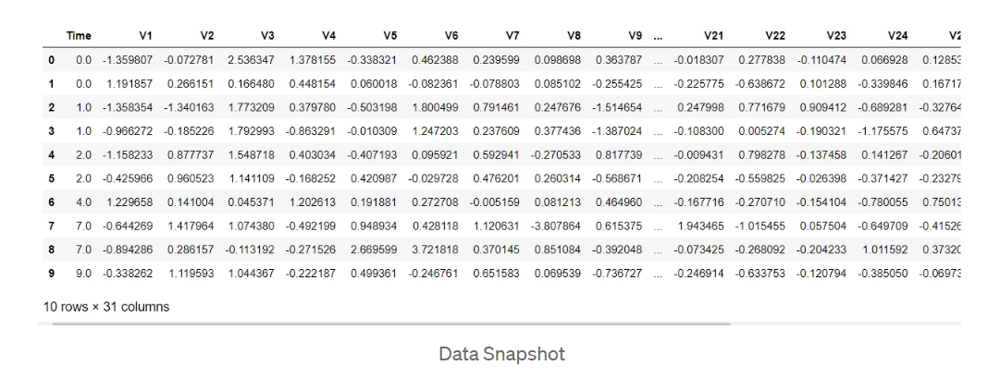 Time V1 V2 V3 V4 V5 V6 V7 V8 V9 ... V21 V22 V23 V24
0 0.0 -1.359807 -0.072781 2.536347 1.378155 -0.338321 0.462388 0.239599 0.098698 0.363787 ... -0.018307 0.277838 -0.110474 0.066928 0.12853
1 0.0 1.191857 0.266151 0.166480 0.448154 0.060018 -0.082361 -0.078803 0.085102 -0.255425 ... -0.225775 -0.638672 0.101288 -0.339846 0.16717
2 1.0 -1.358354 -1.340163 1.773209 0.379780 -0.503198 1.800499 0.791461 0.247676 -1.514654 ... 0.247998 0.771679 0.909412 -0.689281 -0.32764
3 1.0 -0.966272 -0.185226 1.792993 -0.863291 -0.010309 1.247203 0.237609 0.377436 -1.387024 ... -0.108300 0.005274 -0.190321 -1.175575 0.64737
4 2.0 -1.158233 0.877737 1.548718 0.403034 -0.407193 0.095921 0.592941 -0.270533 0.817739 ... -0.009431 0.798278 -0.137458 0.141267 -0.20601
5 2.0 -0.425966 0.960523 1.141109 -0.168252 0.420987 -0.029728 0.476201 0.260314 -0.568671 ... -0.208254 -0.559825 -0.026398 -0.371427 -0.23279
6 4.0 1.229658 0.141004 0.045371 1.202613 0.191881 0.272708 -0.005159 0.081213 0.464960 ... -0.167716 -0.270710 -0.154104 -0.780055 0.75013
7 7.0 -0.644269 1.417964 1.074380 -0.492199 0.948934 0.428118 1.120631 -3.807864 0.615375 ... 1.943465 -1.015455 0.057504 -0.649709 -0.41526
8 7.0 -0.894286 0.286157 -0.113192 -0.271526 2.669599 3.721818 0.370145 0.851084 -0.392048 ... -0.073425 -0.268092 -0.204233 1.011592 0.37320
9 9.0 -0.338262 1.119593 1.044367 -0.222187 0.499361 -0.246761 0.651583 0.069539 -0.736727 ... -0.246914 -0.633753 -0.120794 -0.385050 -0.06973
10 rows × 31 columns
Data Snapshot